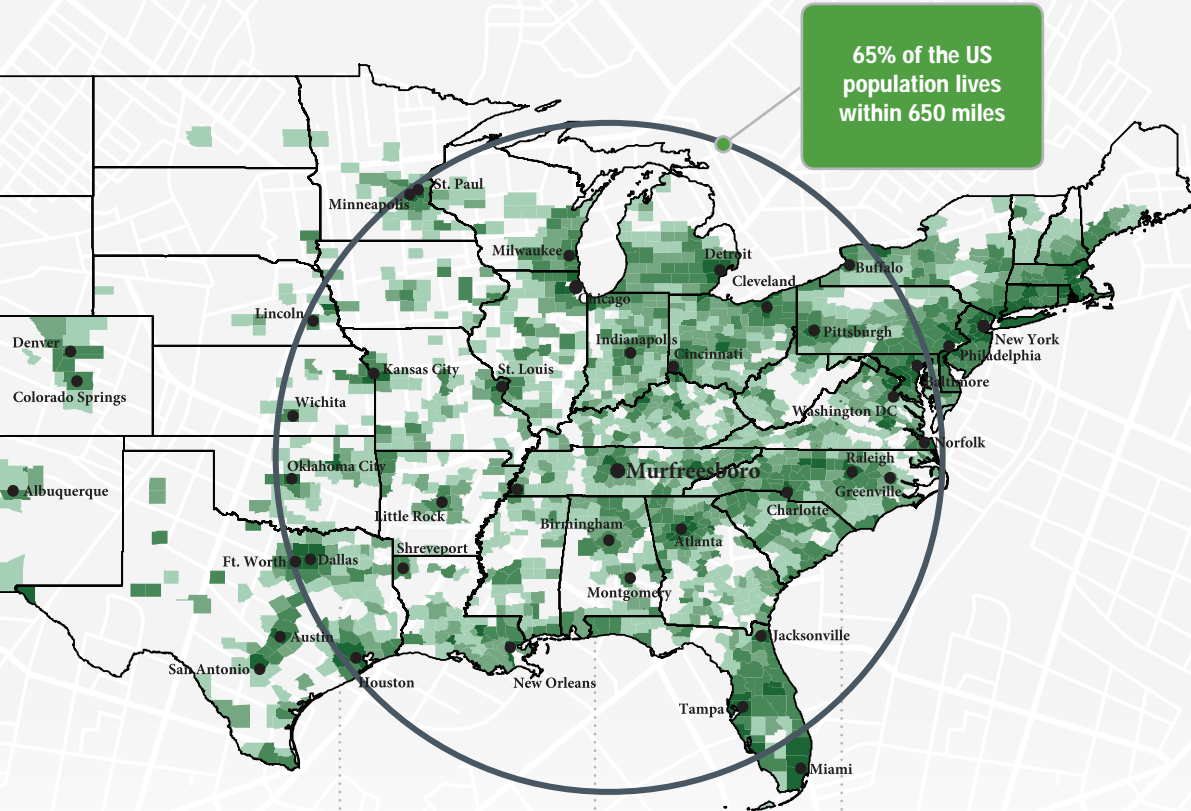 65% of the US
population lives
within 650 miles
St. Paul
Minneapolis
Milwaukee
Detroit
Buffalo
Cleveland
Chicago
Lincoln
Denver
Pittsburgh
New York
Indianapolis
Cincinnati
Philadelphia
Kansas City
St. Louis
Baltimore
Colorado Springs
Wichita
Washington DC
Norfolk
Oklahoma City
Murfreesboro
Raleigh
Albuquerque
Greenville
Little Rock
Charlotte
Birmingham
Atlanta
Shreveport
Ft. Worth
Dallas
Montgomery
Austin
Jacksonville
San Antonio
Houston
New Orleans
Tampa
Miami